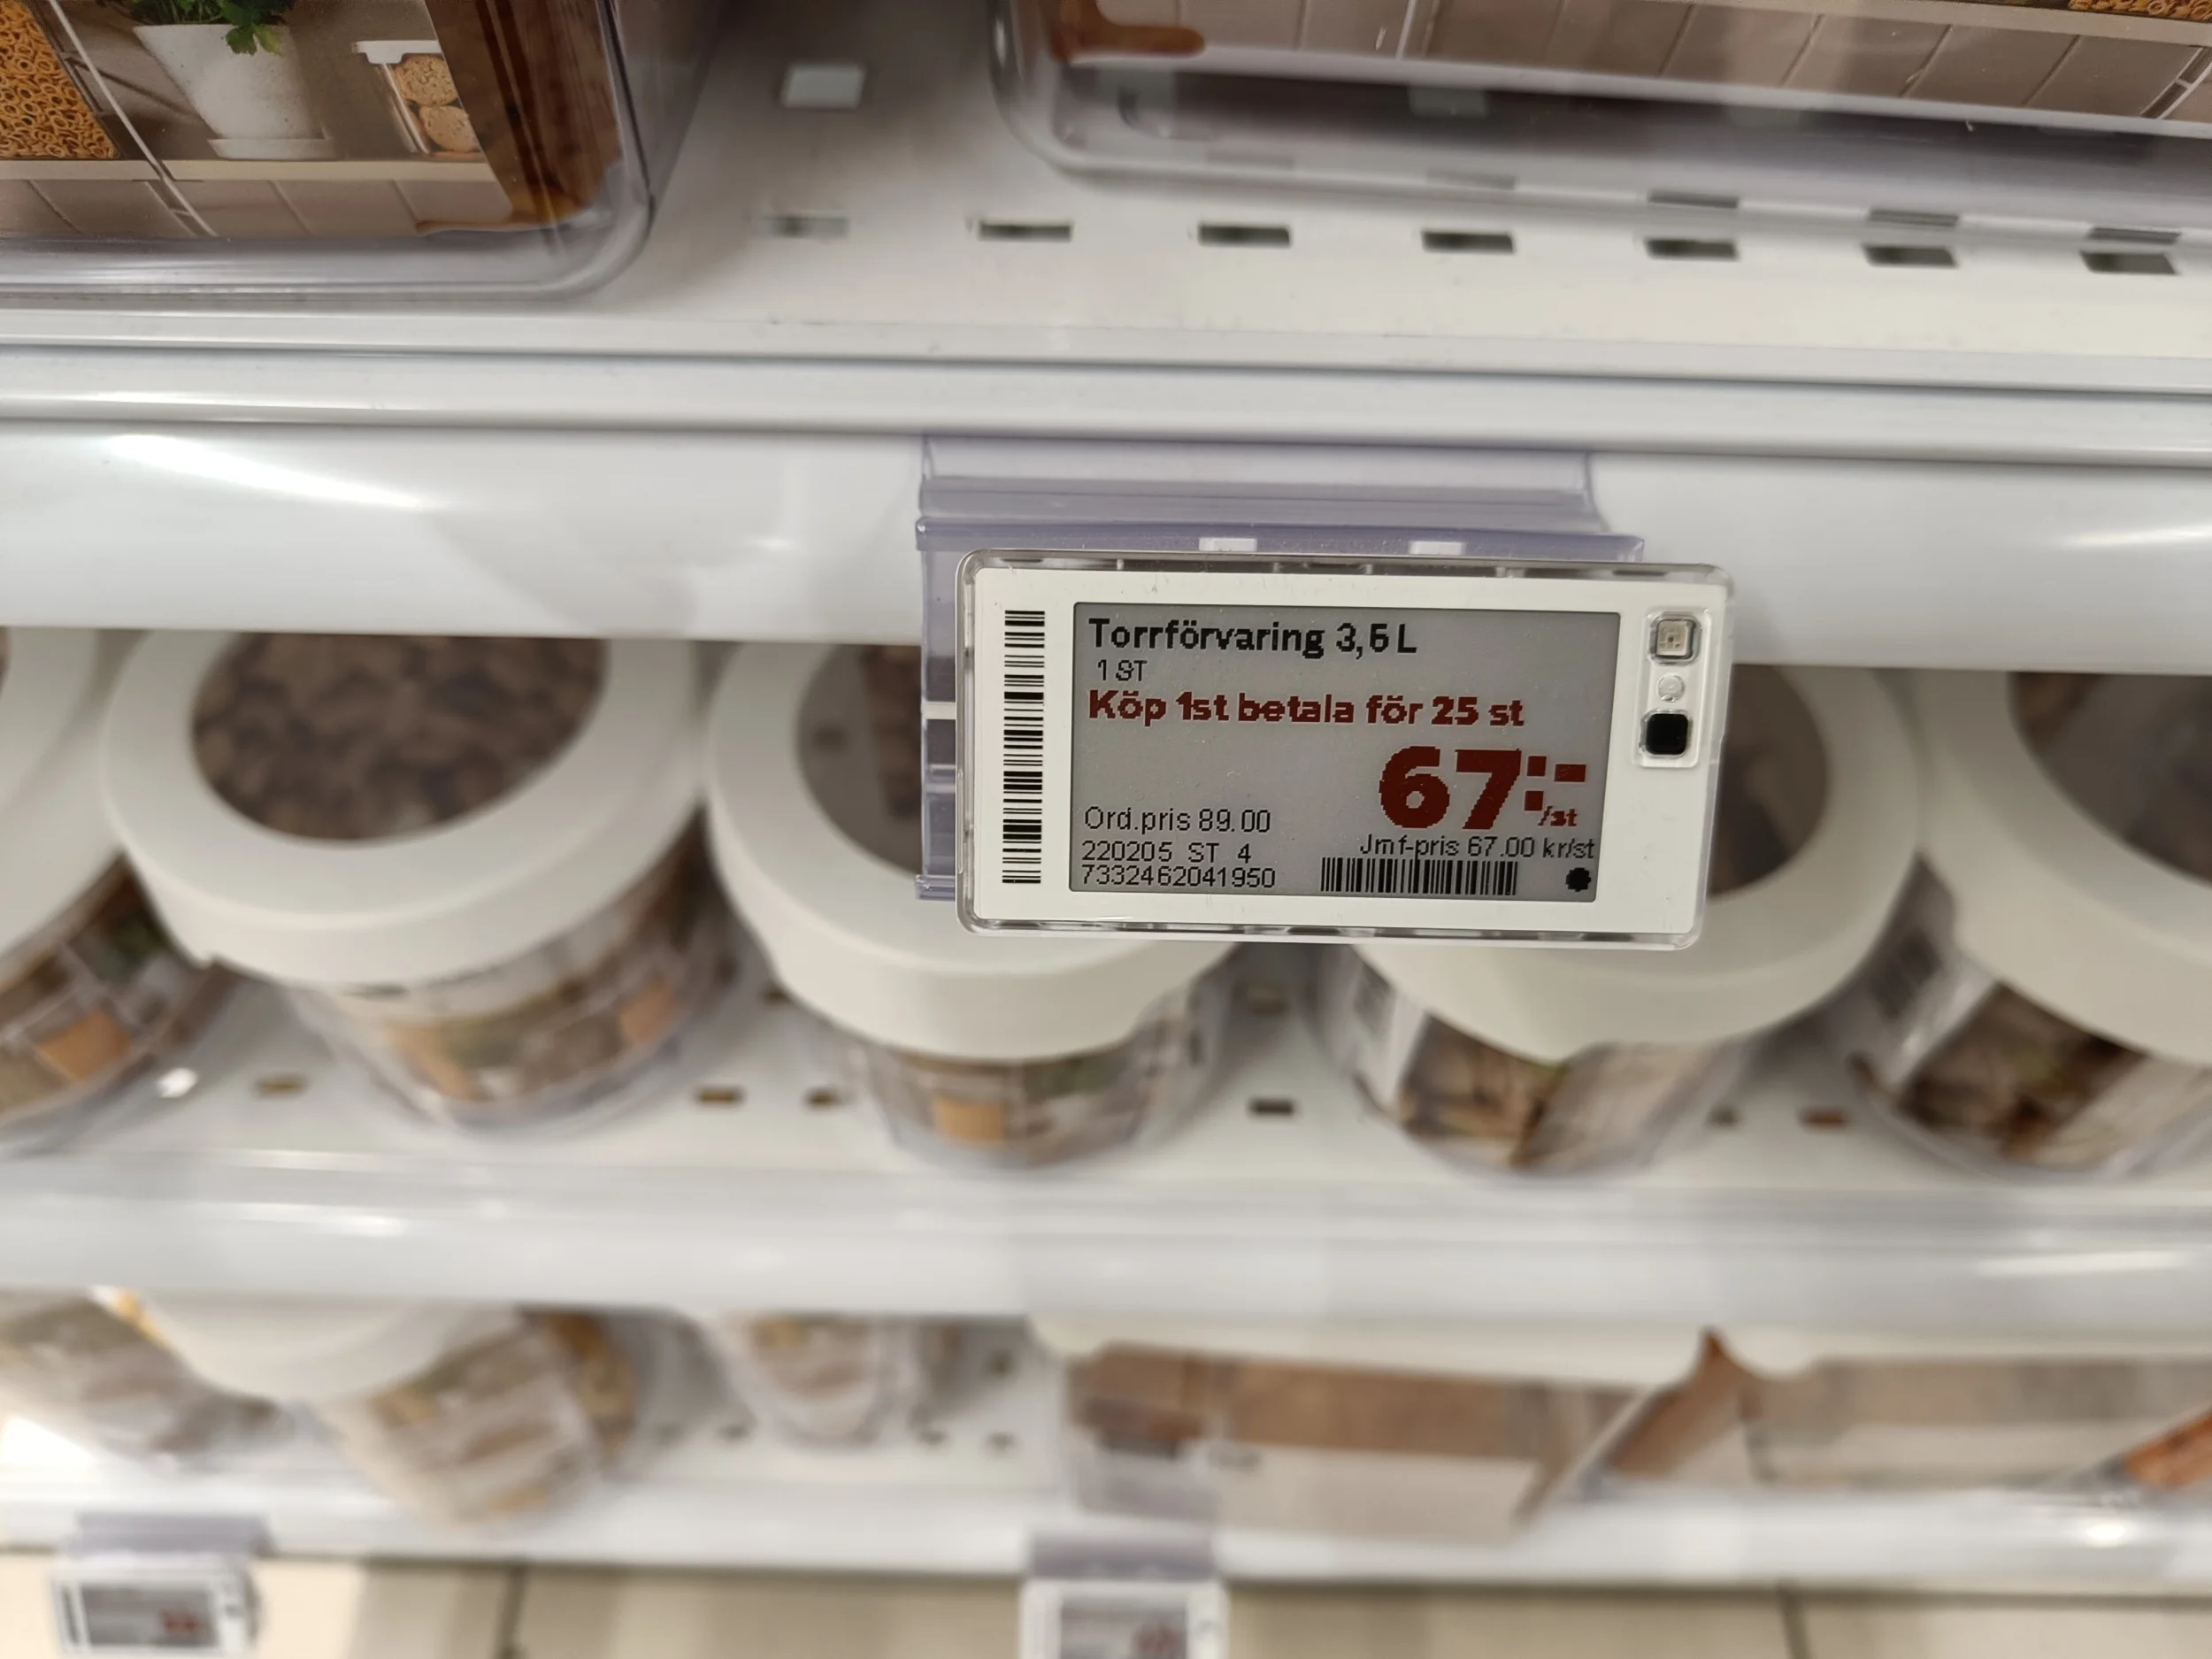 Torrförvaring 3,6 L
1 ST
Köp 1st betala för 25 st
67:-
/st
Ord.pris 89.00
Jmf-pris 67.00 kr/st
220205 ST 4
7332462041950